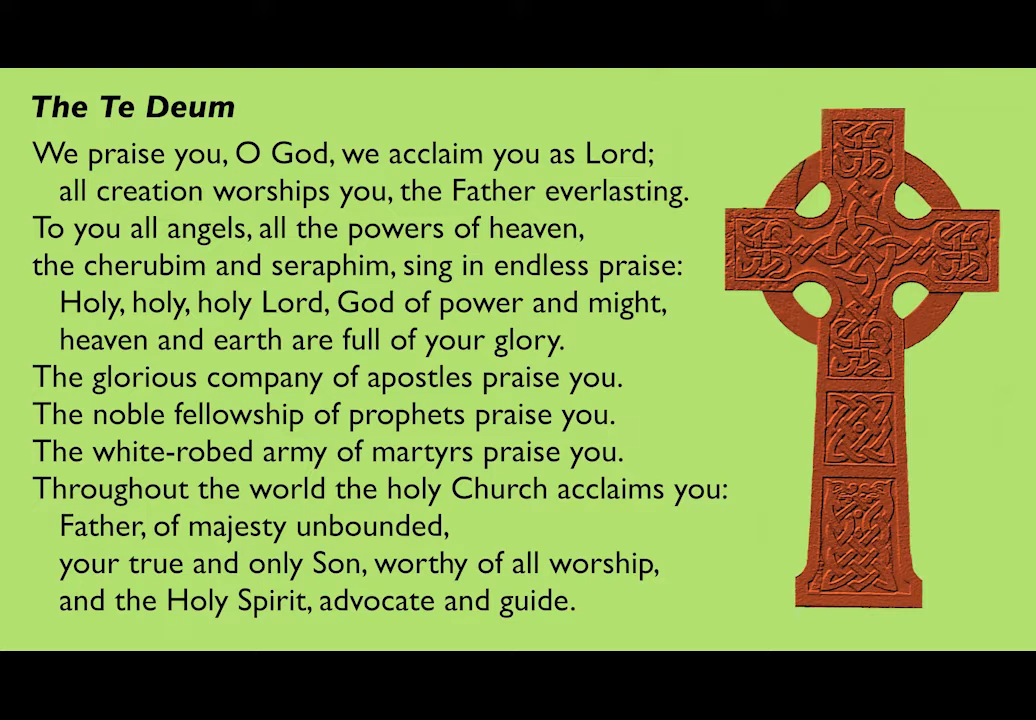 The Te Deum
We praise you, O God, we acclaim you as Lord;
all creation worships you, the Father everlasting.
To you all angels, all the powers of heaven,
the cherubim and seraphim, sing in endless praise:
Holy, holy, holy Lord, God of power and might,
heaven and earth are full of your glory.
The glorious company of apostles praise you.
The noble fellowship of prophets praise you.
The white-robed army of martyrs praise you.
Throughout the world the holy Church acclaims you:
Father, of majesty unbounded,
your true and only Son, worthy of all worship,
and the Holy Spirit, advocate and guide.